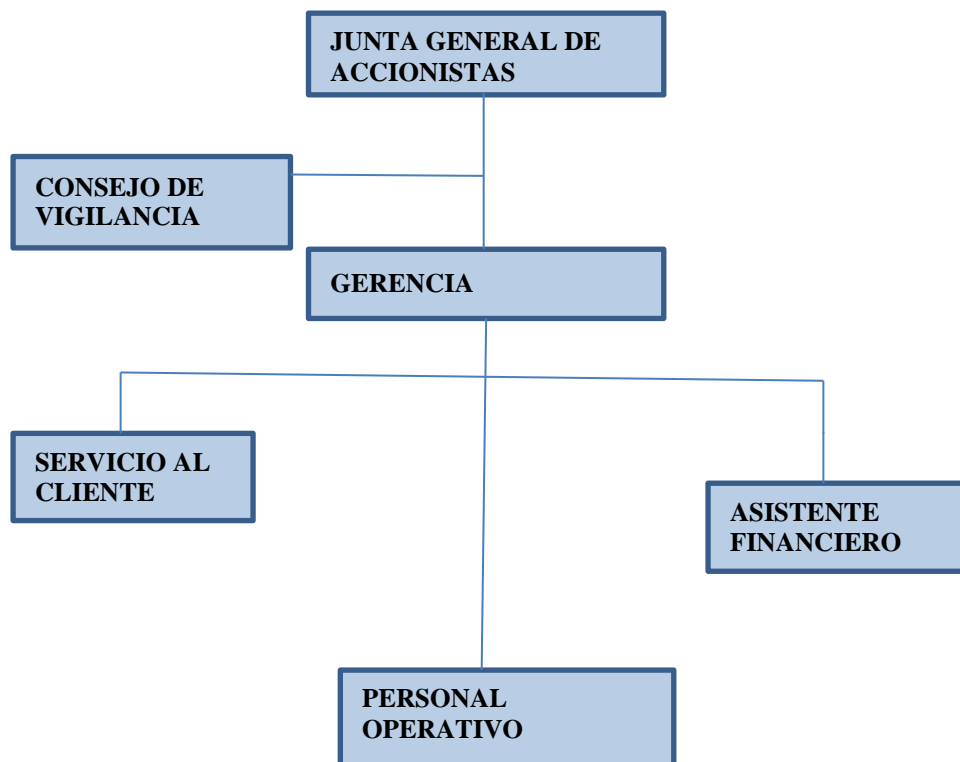 JUNTA GENERAL DE
ACCIONISTAS
CONSEJO DE
VIGILANCIA
GERENCIA
SERVICIO AL
CLIENTE
ASISTENTE
FINANCIERO
PERSONAL
OPERATIVO